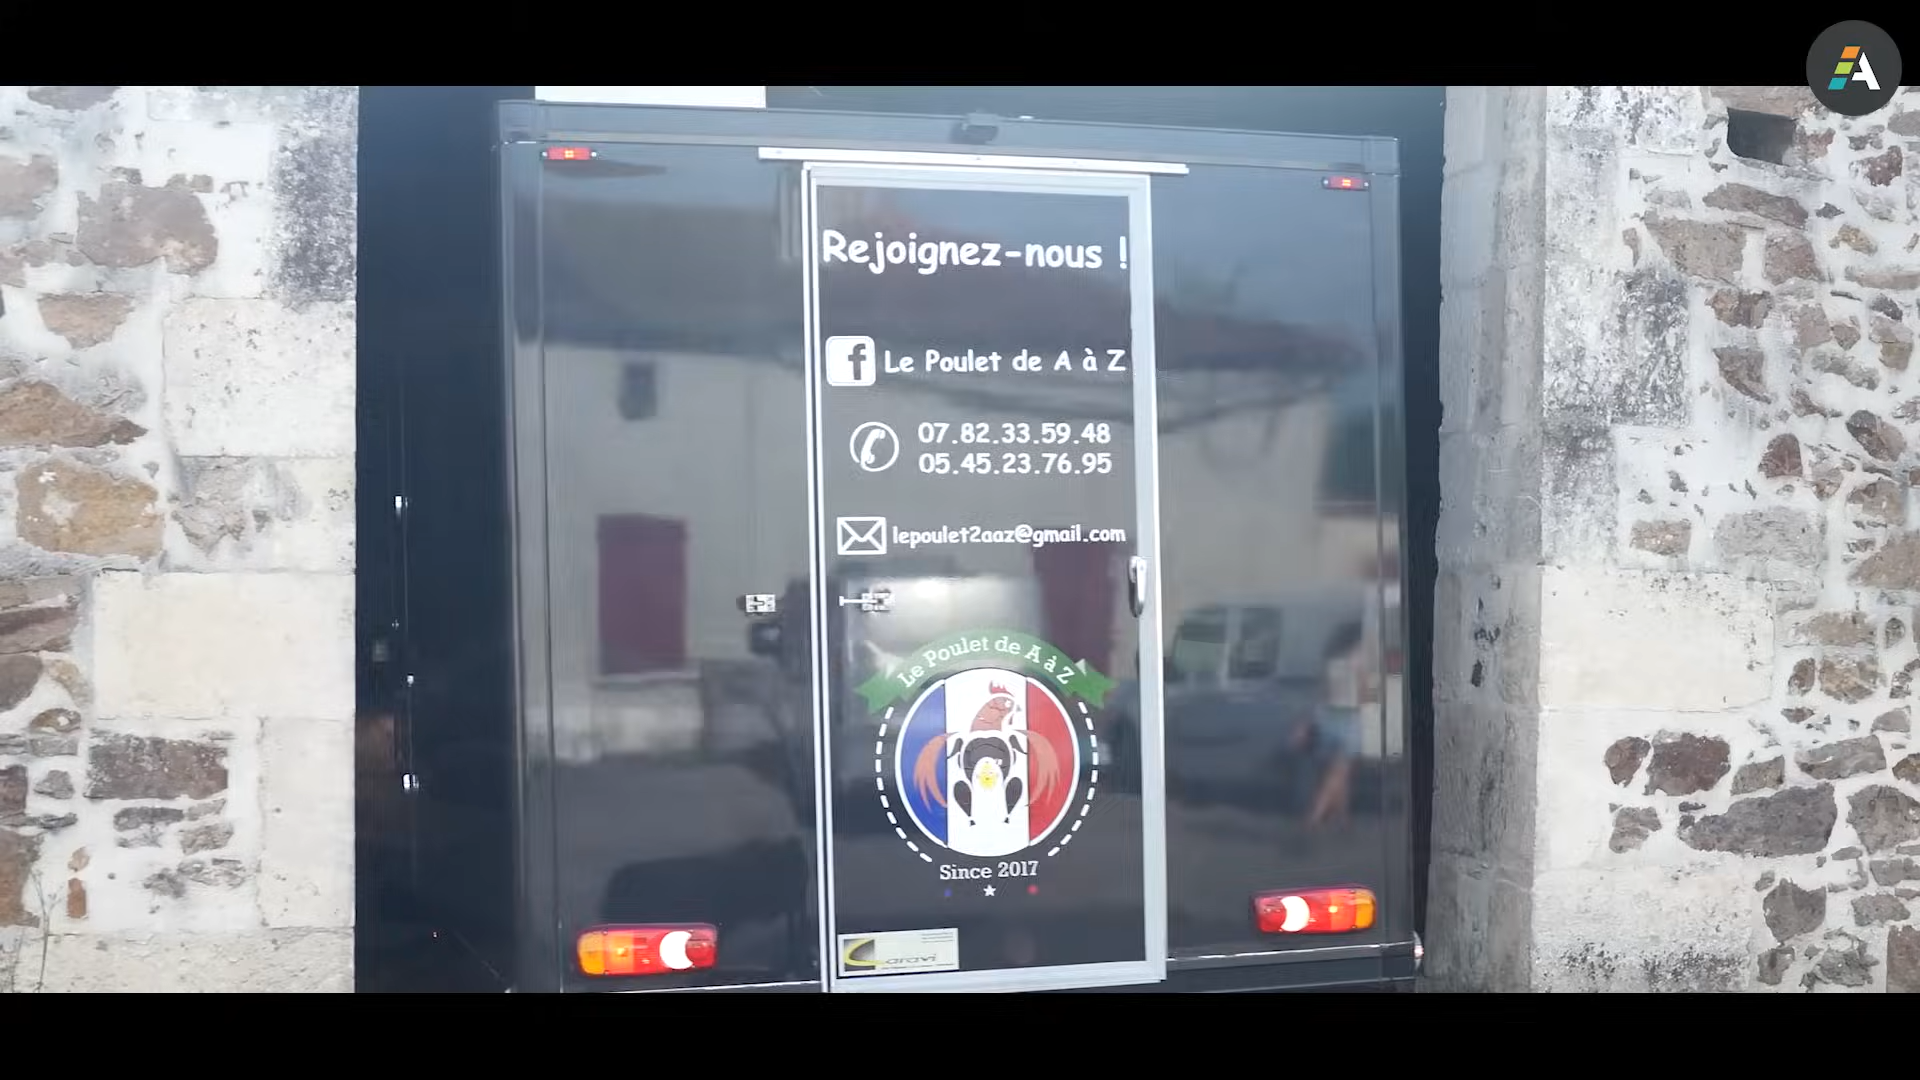 Rejoignez-nous !
Le Poulet de A à Z
07.82.33.59.48
05.45.23.76.95
lepoulet2aaz@gmail.com
Le Poulet de A à Z
Since 2017